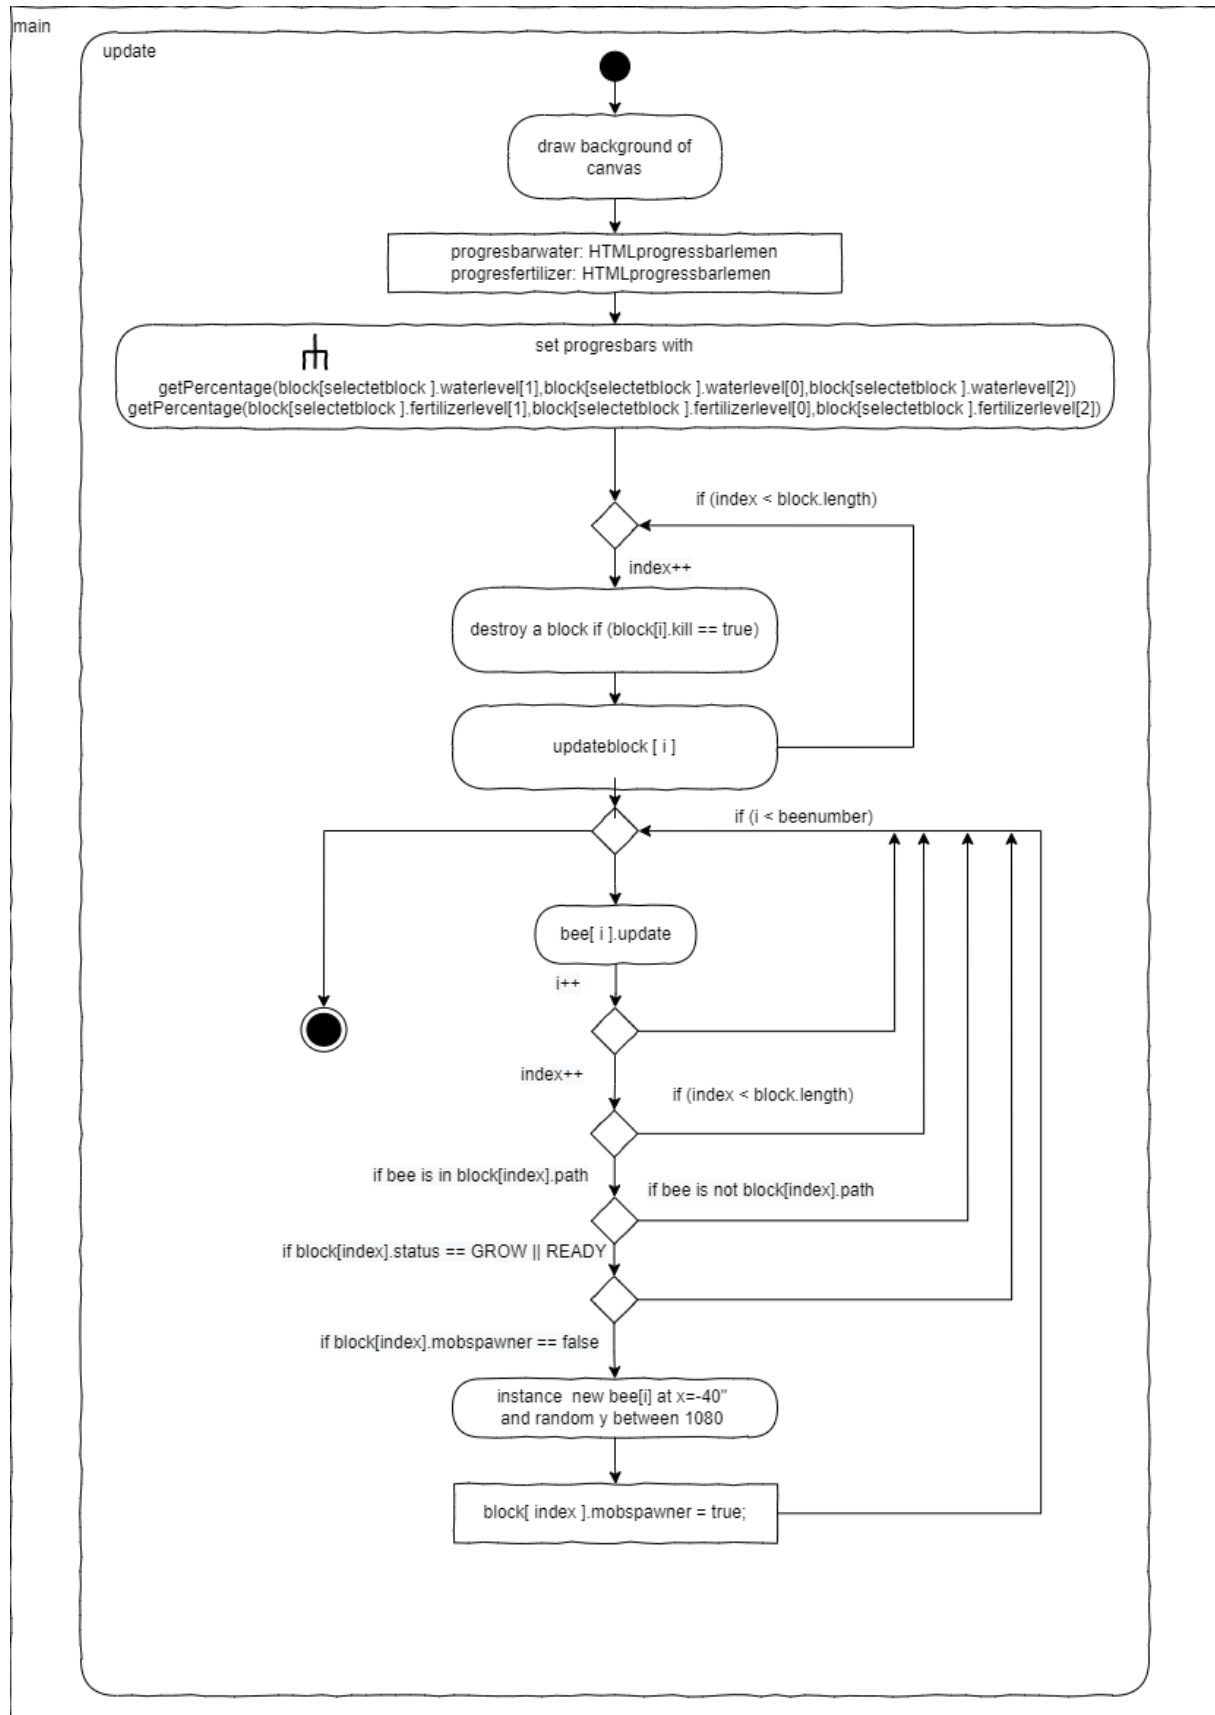 main
update
draw background of
canvas
progresbarwater: HTMLprogressbarlemen
progresfertilizer: HTMLprogressbarlemen
set progresbars with
getPercentage(block[selectetblock ].waterlevel[1],block[selectetblock ].waterlevel[0],block[selectetblock ].waterlevel[2])
getPercentage(block[selectetblock ].fertilizerlevel[1],block[selectetblock ].fertilizerlevel[0],block[selectetblock ].fertilizerlevel[2])
if (index < block.length)
index++
destroy a block if (block[i].kill == true)
updateblock [ i ]
if (i < beenumber)
bee[ i ].update
i++
index++
if (index < block.length)
if bee is in block[index].path
if bee is not block[index].path
if block[index].status == GROW || READY
if block[index].mobspawner == false
instance  new bee[i] at x=-40"
and random y between 1080
block[ index ].mobspawner = true;